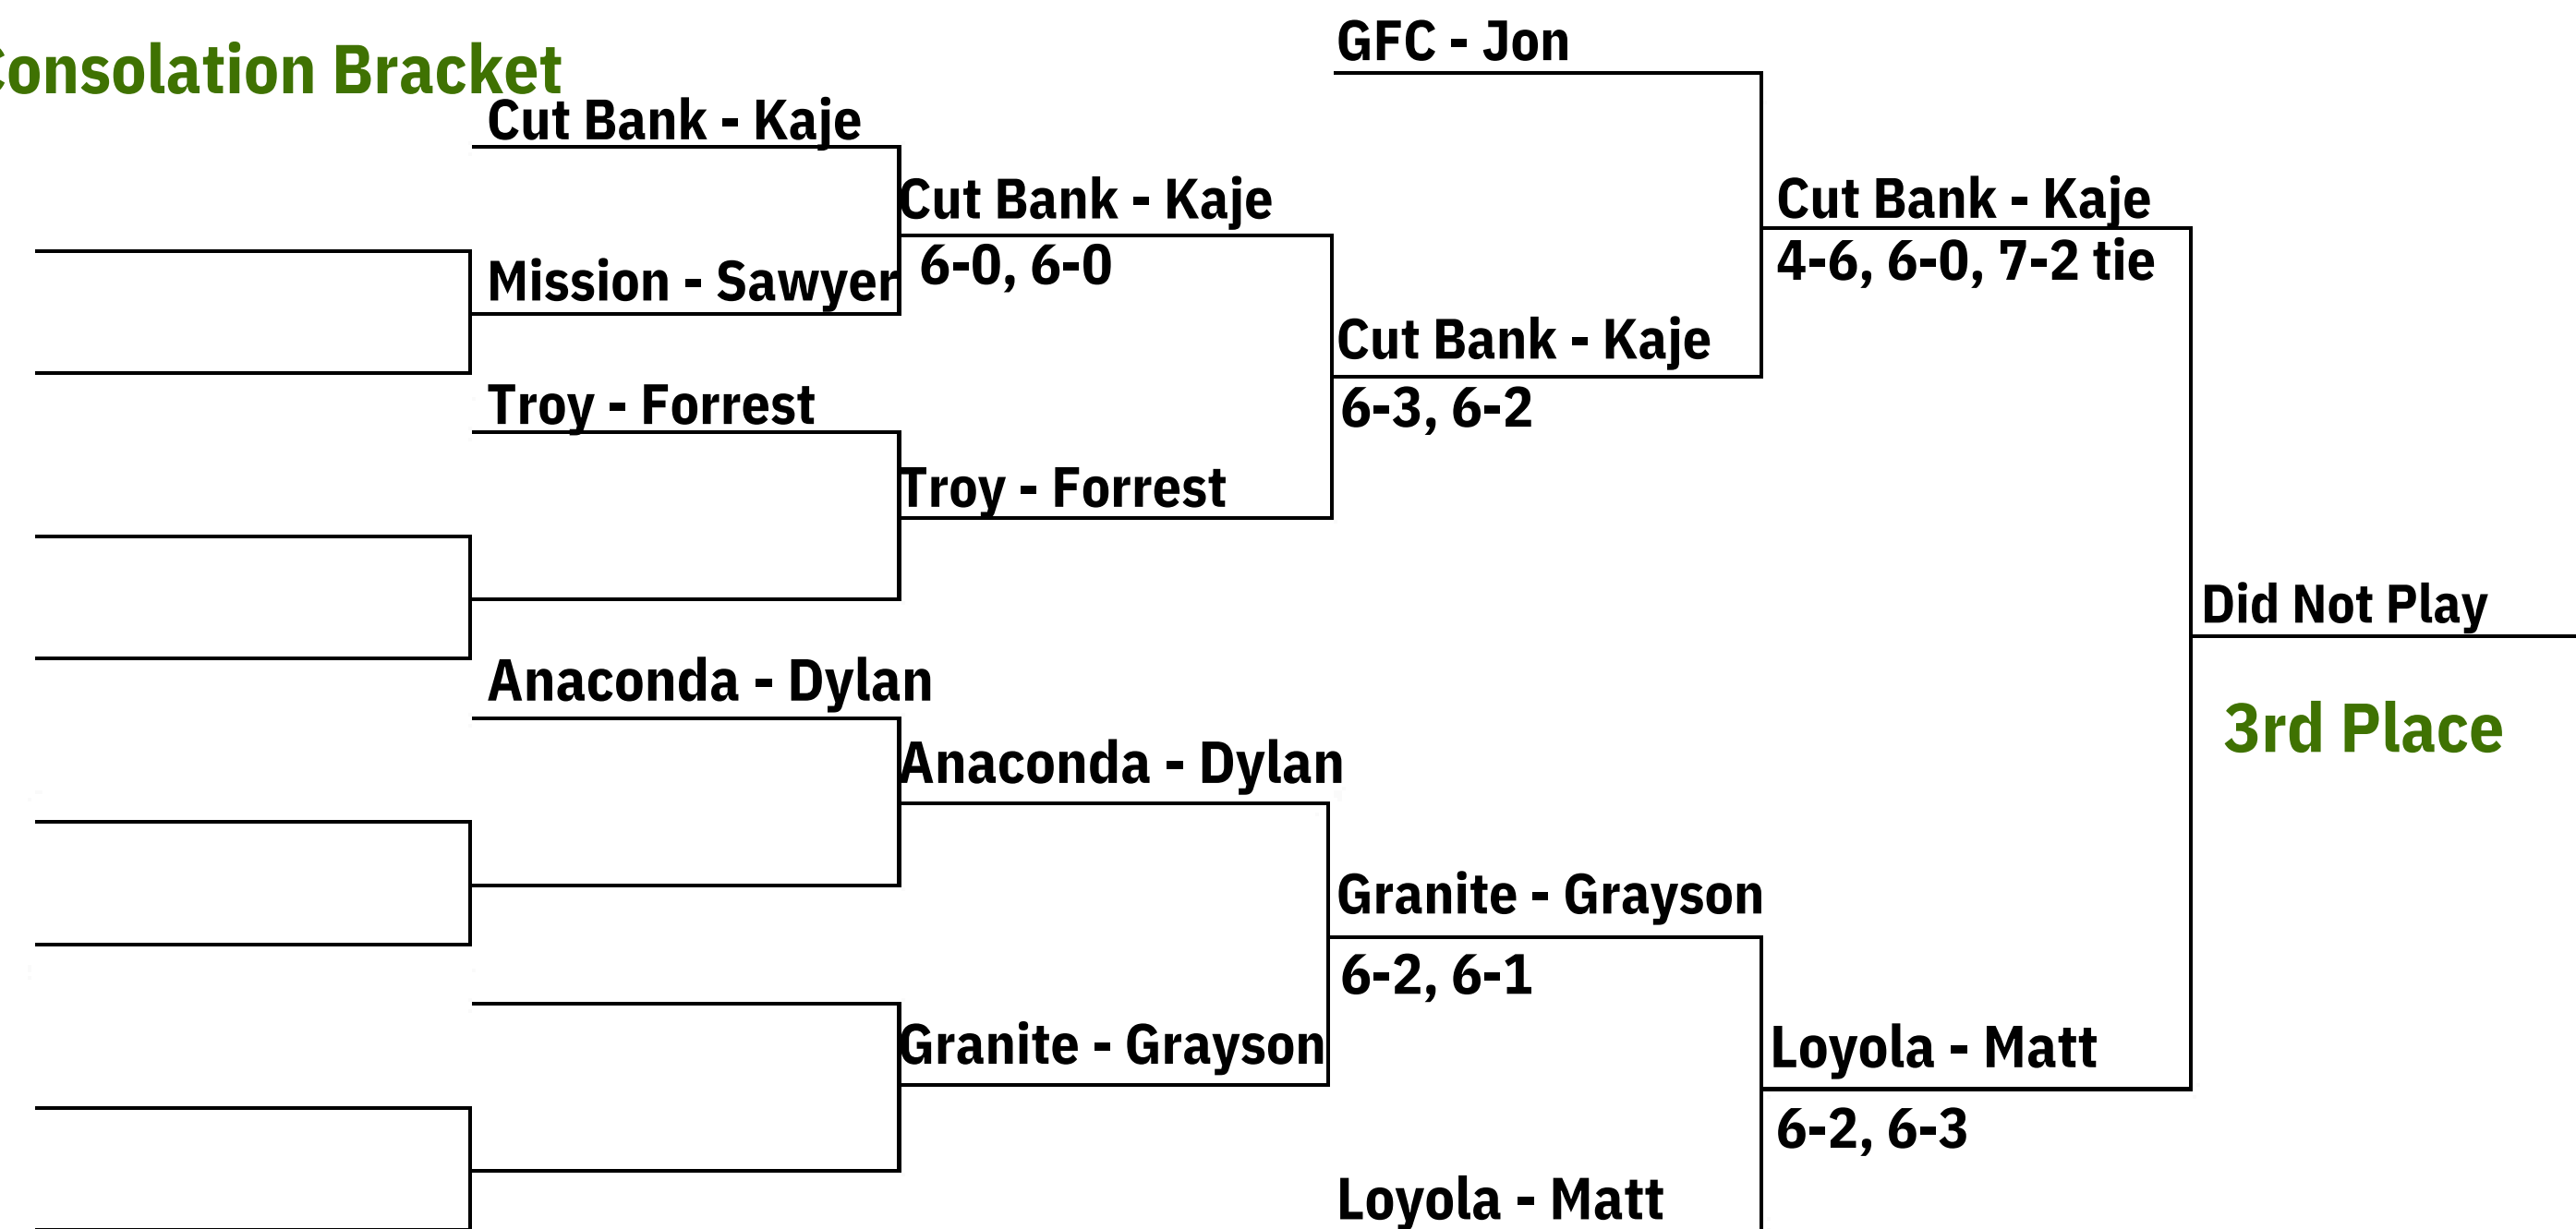 GFC - Jon
Consolation Bracket
Cut Bank - Kaje
Cut Bank - Kaje
6-0, 6-0
Mission - Sawyer
Cut Bank - Kaje
4-6, 6-0, 7-2 tie
Cut Bank - Kaje
6-3, 6-2
Troy - Forrest
Troy - Forrest
Did Not Play
3rd Place
Anaconda - Dylan
Anaconda - Dylan
Granite - Grayson
6-2, 6-1
Granite - Grayson
Loyola - Matt
6-2, 6-3
Loyola - Matt